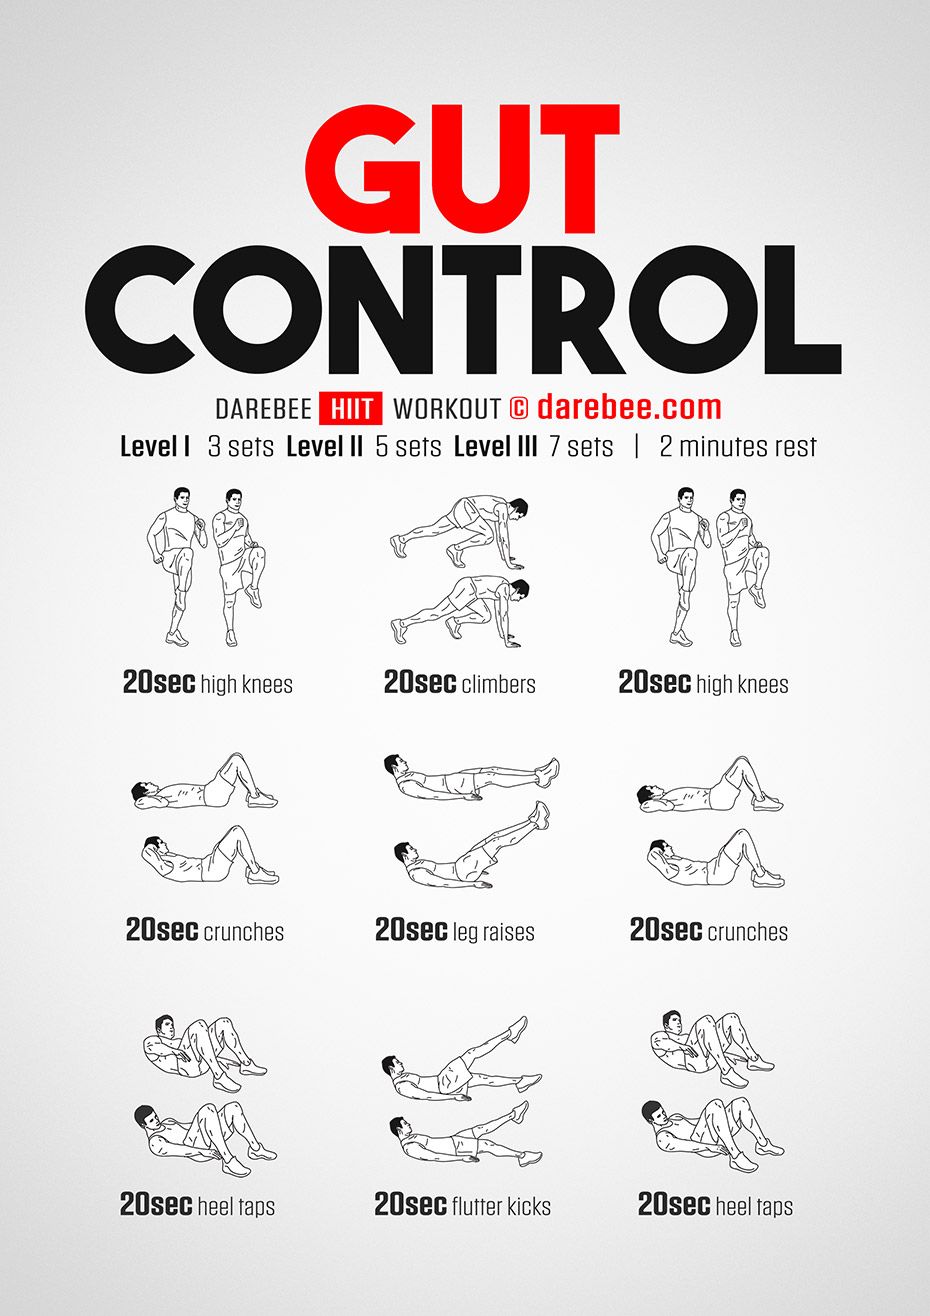 GUT
CONTROL
DAREBEE HIIT WORKOUT © darebee.com
Level I 3 sets Level II 5 sets Level III 7 sets | 2 minutes rest
20sec high knees 20sec climbers 20sec high knees
20sec crunches 20sec leg raises 20sec crunches
20sec heel taps 20sec flutter kicks 20sec heel taps